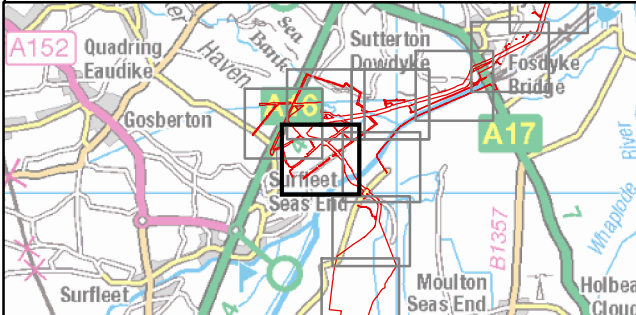 A152
Quadring
Eaudike
Haven
Sea
Bank
Sutterton
Dowdyke
Fosdyke
Bridge
Gosberton
A17
Surfleet
Seas End
River
Whaplode
B1357
Surfleet
Moulton
Seas End
Holbea
Clou